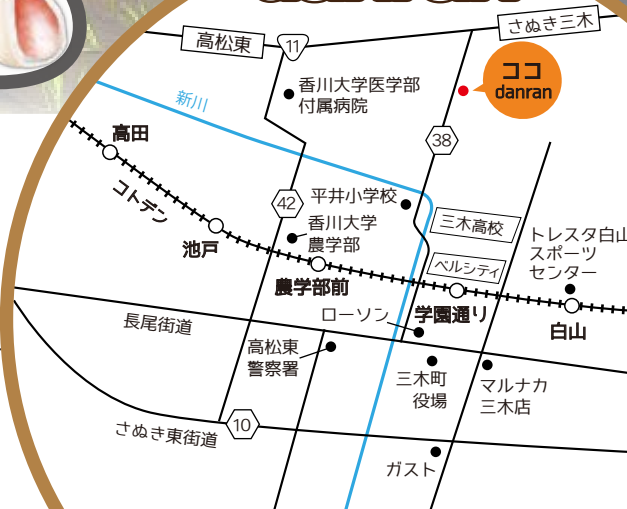 高松東
11
さぬき三木
ココ
danran
香川大学医学部
付属病院
新川
38
高田
コトデン
42
平井小学校
香川大学
農学部
三木高校
トレスタ白山
スポーツ
センター
池戸
ベルシティ
農学部前
学園通り
白山
長尾街道
ローソン
高松東
警察署
三木町
役場
マルナカ
三木店
さぬき東街道
10
ガスト